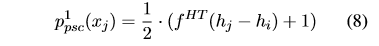 p^1_{psc}(x_j) = \frac{1}{2} \cdot (f^{HT}(h_j - h_i) + 1) (8)